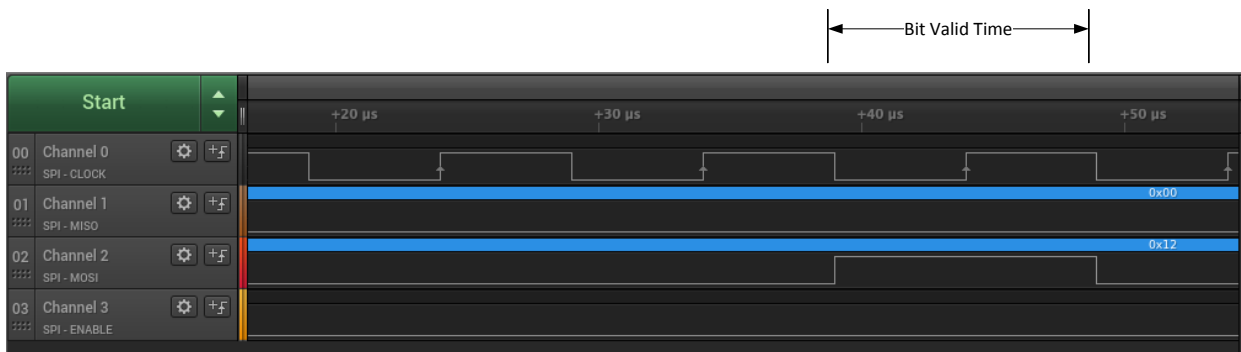 Bit Valid Time
Start
+20 µs +30 µs +40 µs +50 µs
00 Channel 0
SPI - CLOCK
01 Channel 1 0x00
SPI - MISO
02 Channel 2 0x12
SPI - MOSI
03 Channel 3
SPI - ENABLE